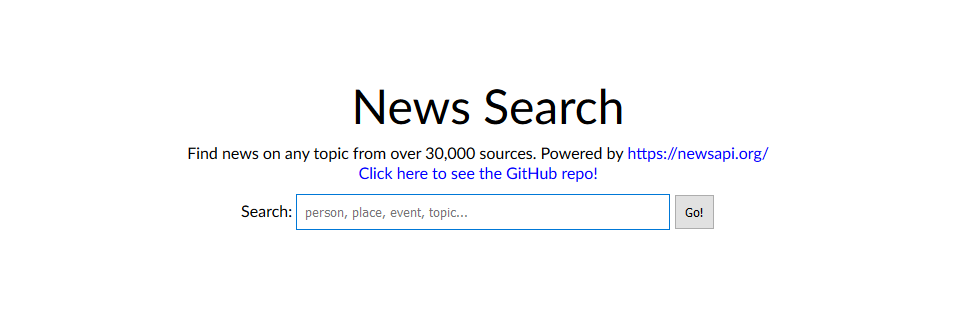 News Search
Find news on any topic from over 30,000 sources. Powered by https://newsapi.org/
Click here to see the GitHub repo!
Search: person, place, event, topic... Go!